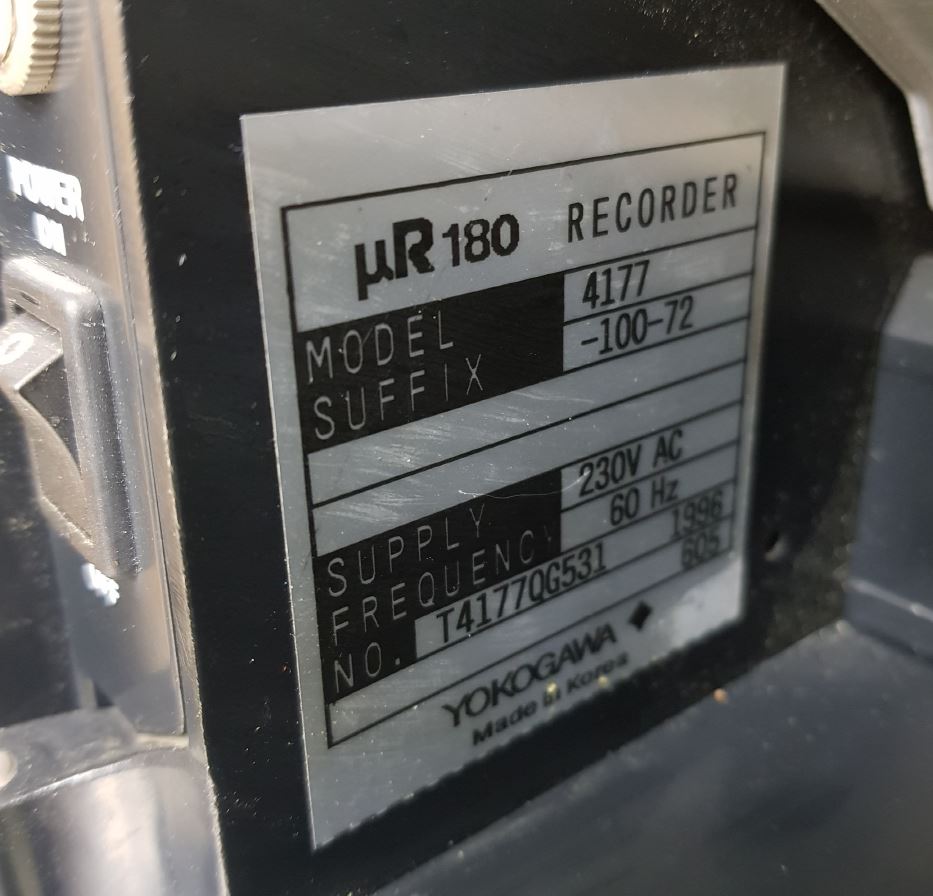 POWER
ON
µR180 RECORDER
MODEL 4177
SUFFIX -100-72
SUPPLY 230V AC
FREQUENCY 60 Hz
NO. T4177QG531 1996
605
YOKOGAWA
Made in Korea